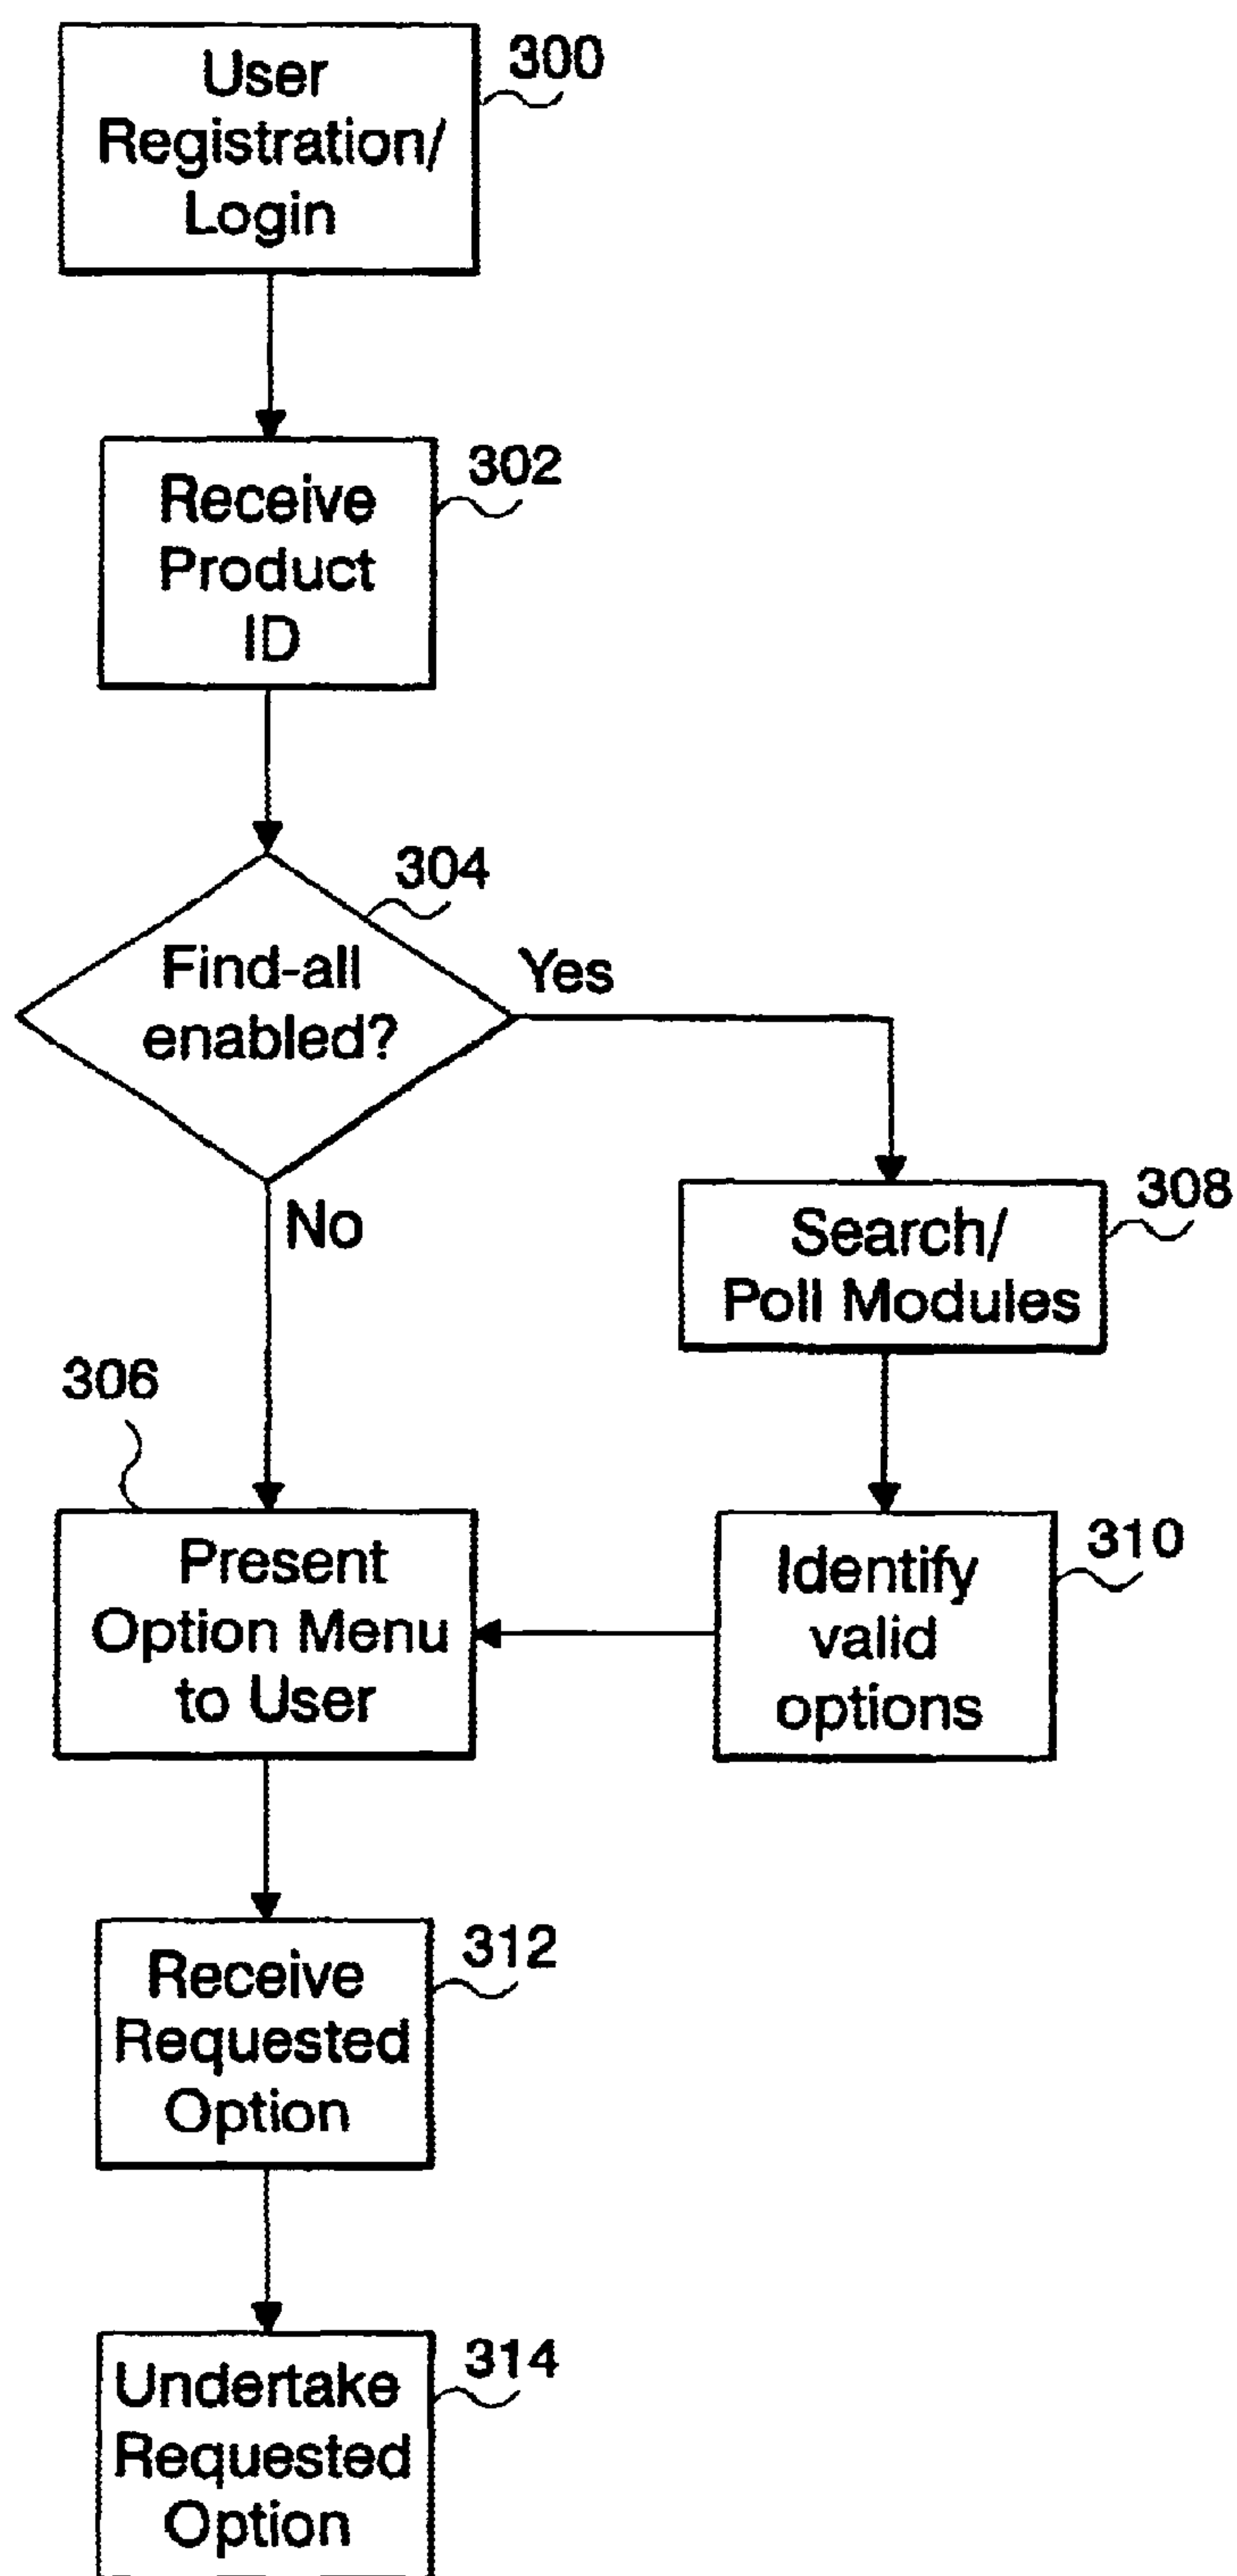 User
Registration/
Login
300
Receive
Product
ID
302
304
Find-all
enabled?
Yes
No
308
Search/
Poll Modules
306
Present
Option Menu
to User
310
Identify
valid
options
312
Receive
Requested
Option
314
Undertake
Requested
Option